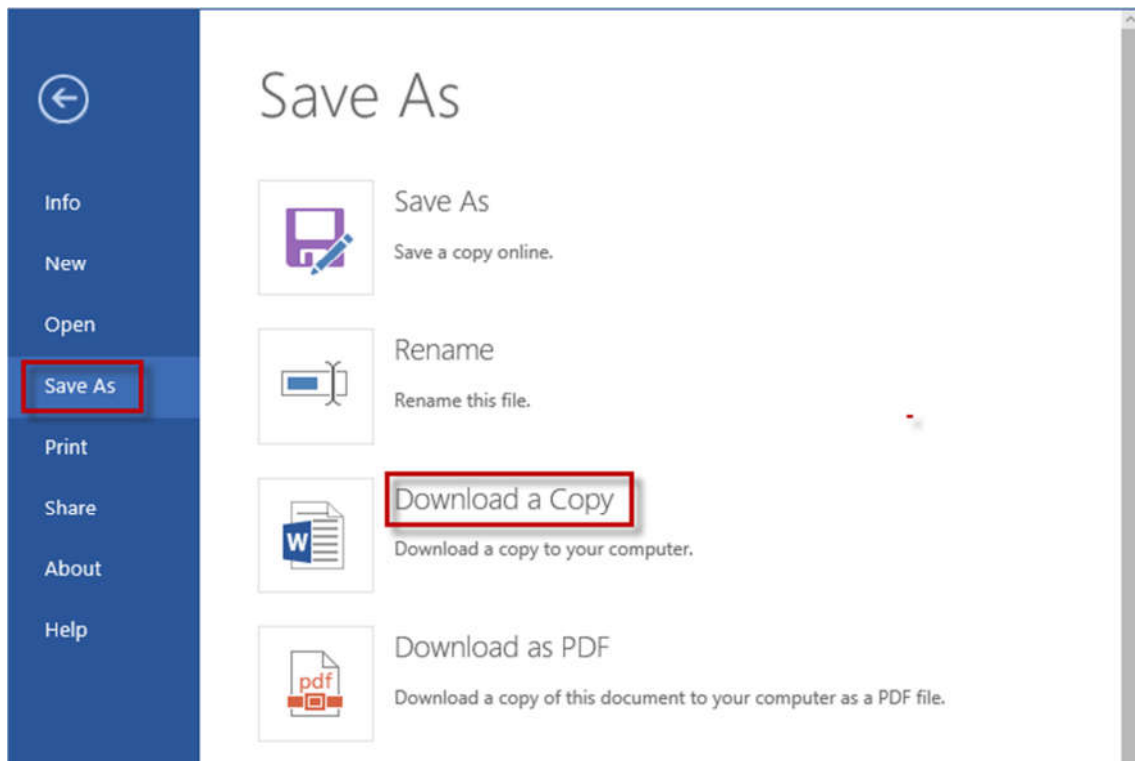 Save As
Info
New
Open
Save As
Print
Share
About
Help
Save As
Save a copy online.
Rename
Rename this file.
W
Download a Copy
Download a copy to your computer.
pdf
Download as PDF
Download a copy of this document to your computer as a PDF file.